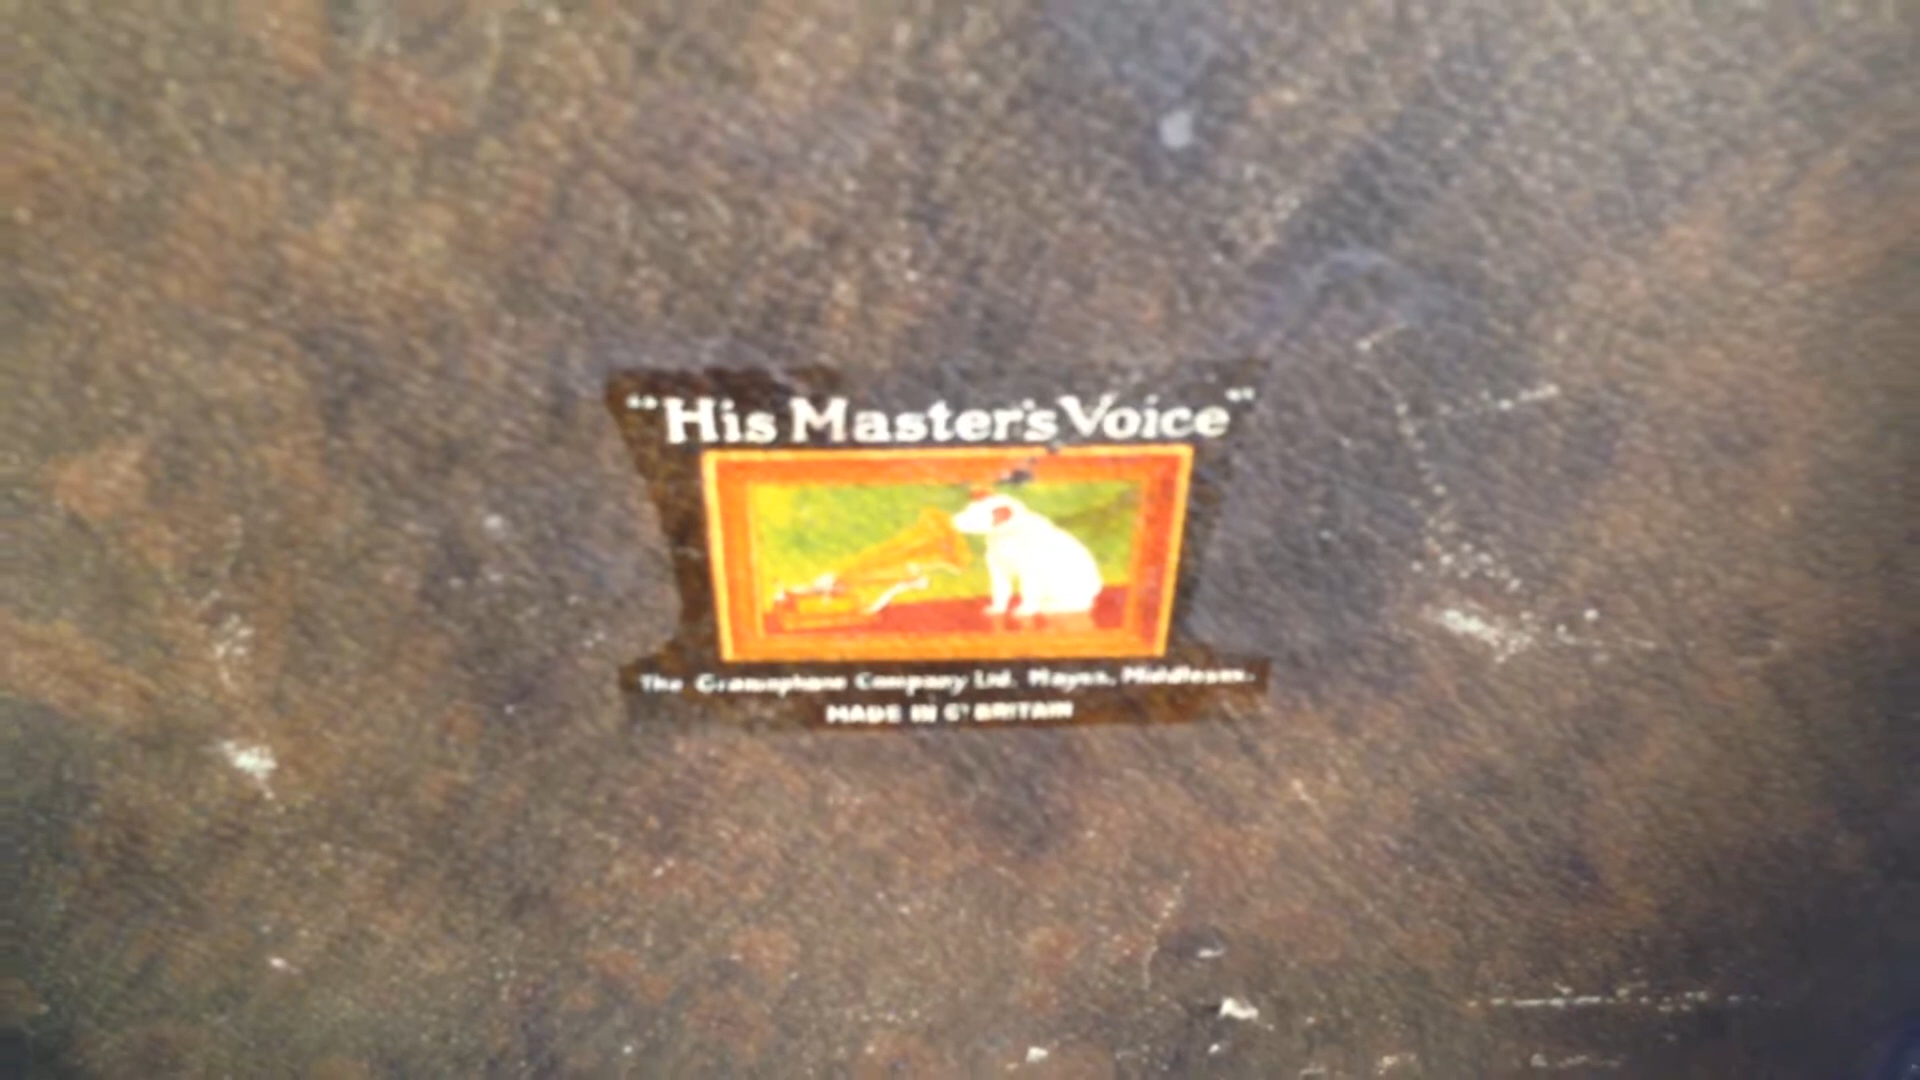 "His Master's Voice"
The Gramophone Company Ltd. Hayes, Middlesex.
MADE IN Gt BRITAIN